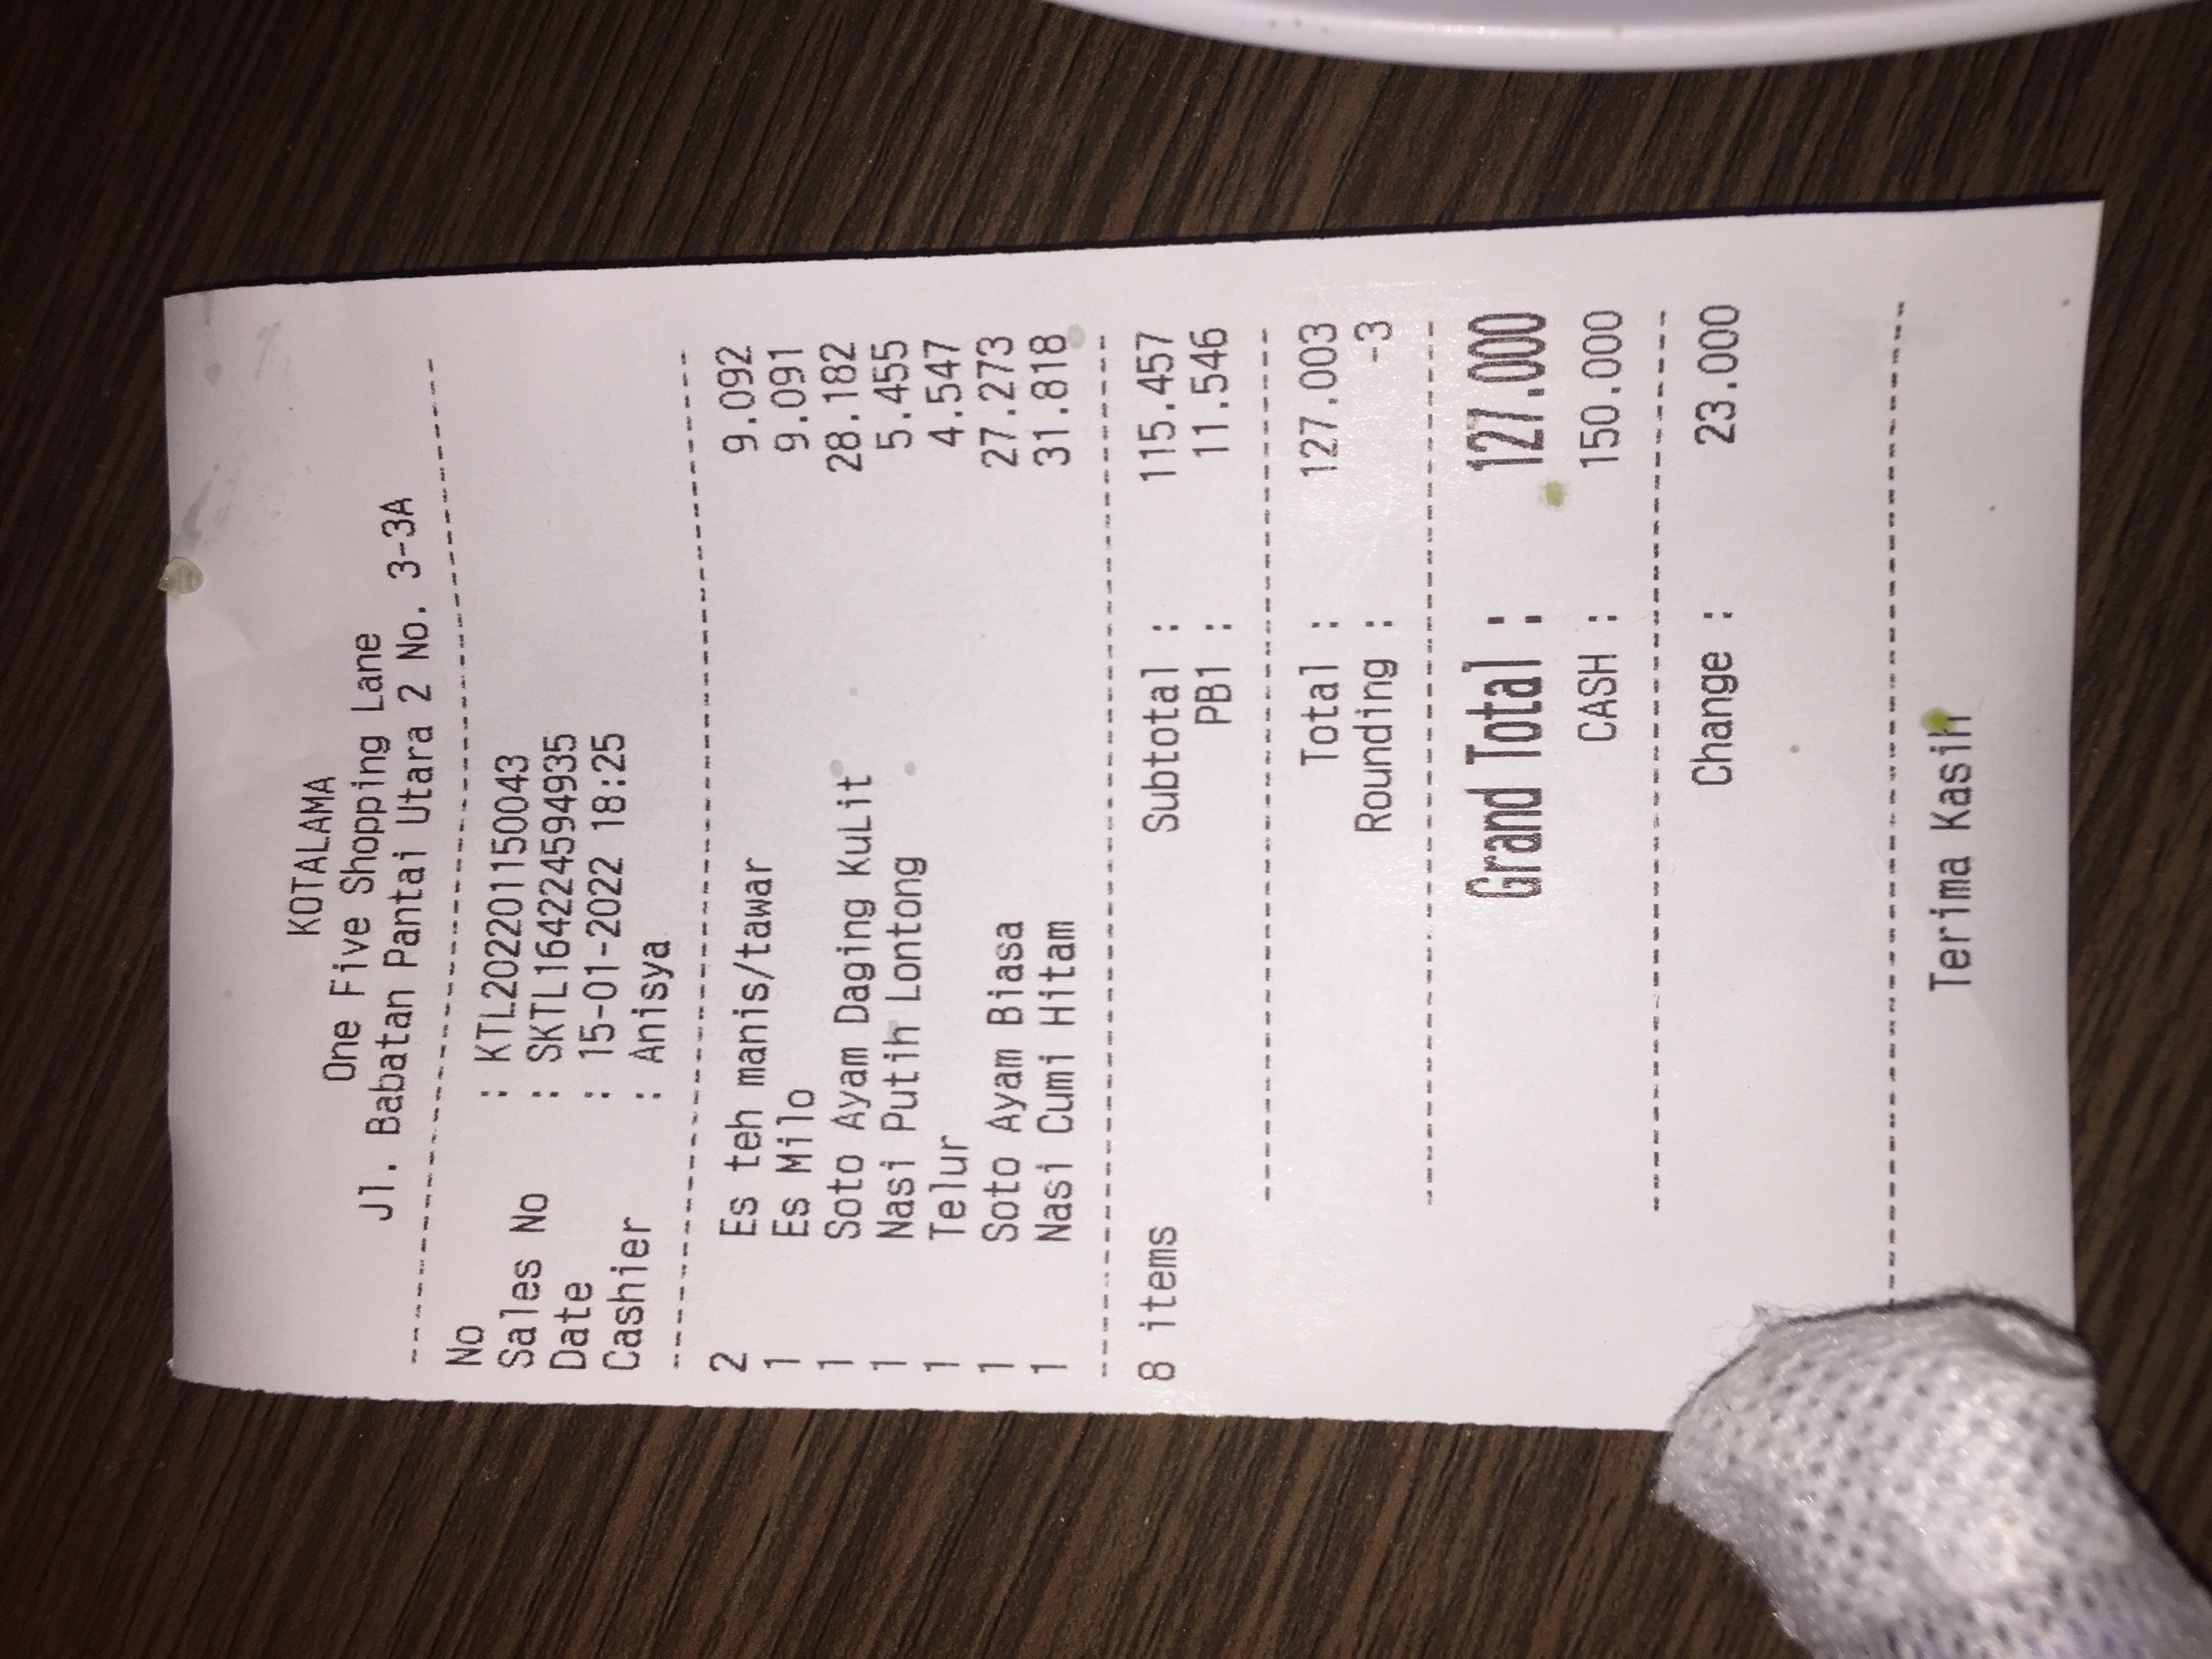 KOTALAMA
One Five Shopping Lane
Jl. Babatan Pantai Utara 2 No. 3-3A
No : KTL202201150043
Sales No : SKTL164224594935
Date : 15-01-2022 18:25
Cashier : Anisya
2 Es teh manis/tawar 9.092
1 Es Milo 9.091
1 Soto Ayam Daging KuLit 28.182
1 Nasi Putih Lontong 5.455
1 Telur 4.547
1 Soto Ayam Biasa 27.273
1 Nasi Cumi Hitam 31.818
8 items Subtotal : 115.457
PB1 : 11.546
Total : 127.003
Rounding : -3
Grand Total : 127.000
CASH : 150.000
Change : 23.000
Terima Kasih